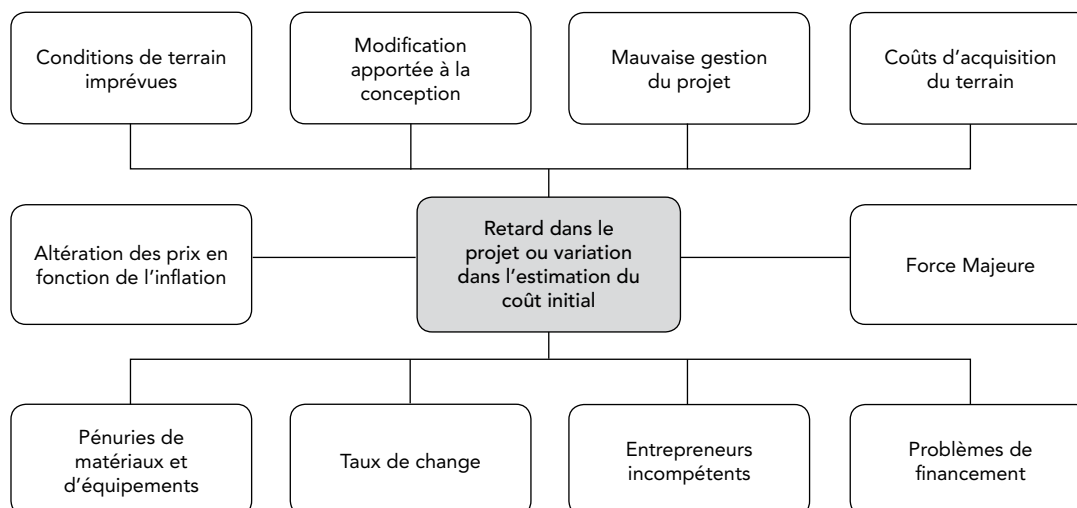 Conditions de terrain
imprévues
Modification
apportée à la
conception
Mauvaise gestion
du projet
Coûts d’acquisition
du terrain
Altération des prix en
fonction de l’inflation
Retard dans le
projet ou variation
dans l’estimation du
coût initial
Force Majeure
Pénuries de
matériaux et
d’équipements
Taux de change
Entrepreneurs
incompétents
Problèmes de
financement